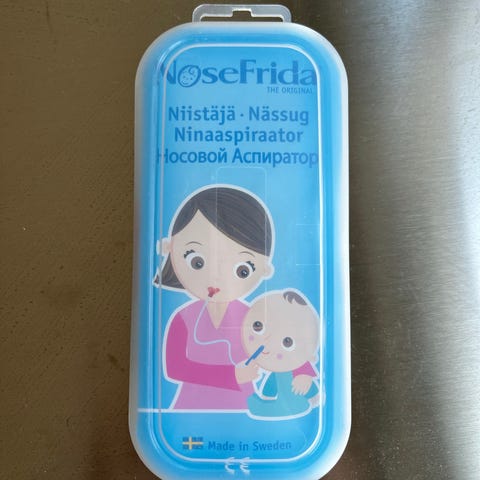 NoseFrida
THE ORIGINAL
Niistäjä · Nässug
Ninaaspiraator
Носовой Аспиратор
Made in Sweden
CE